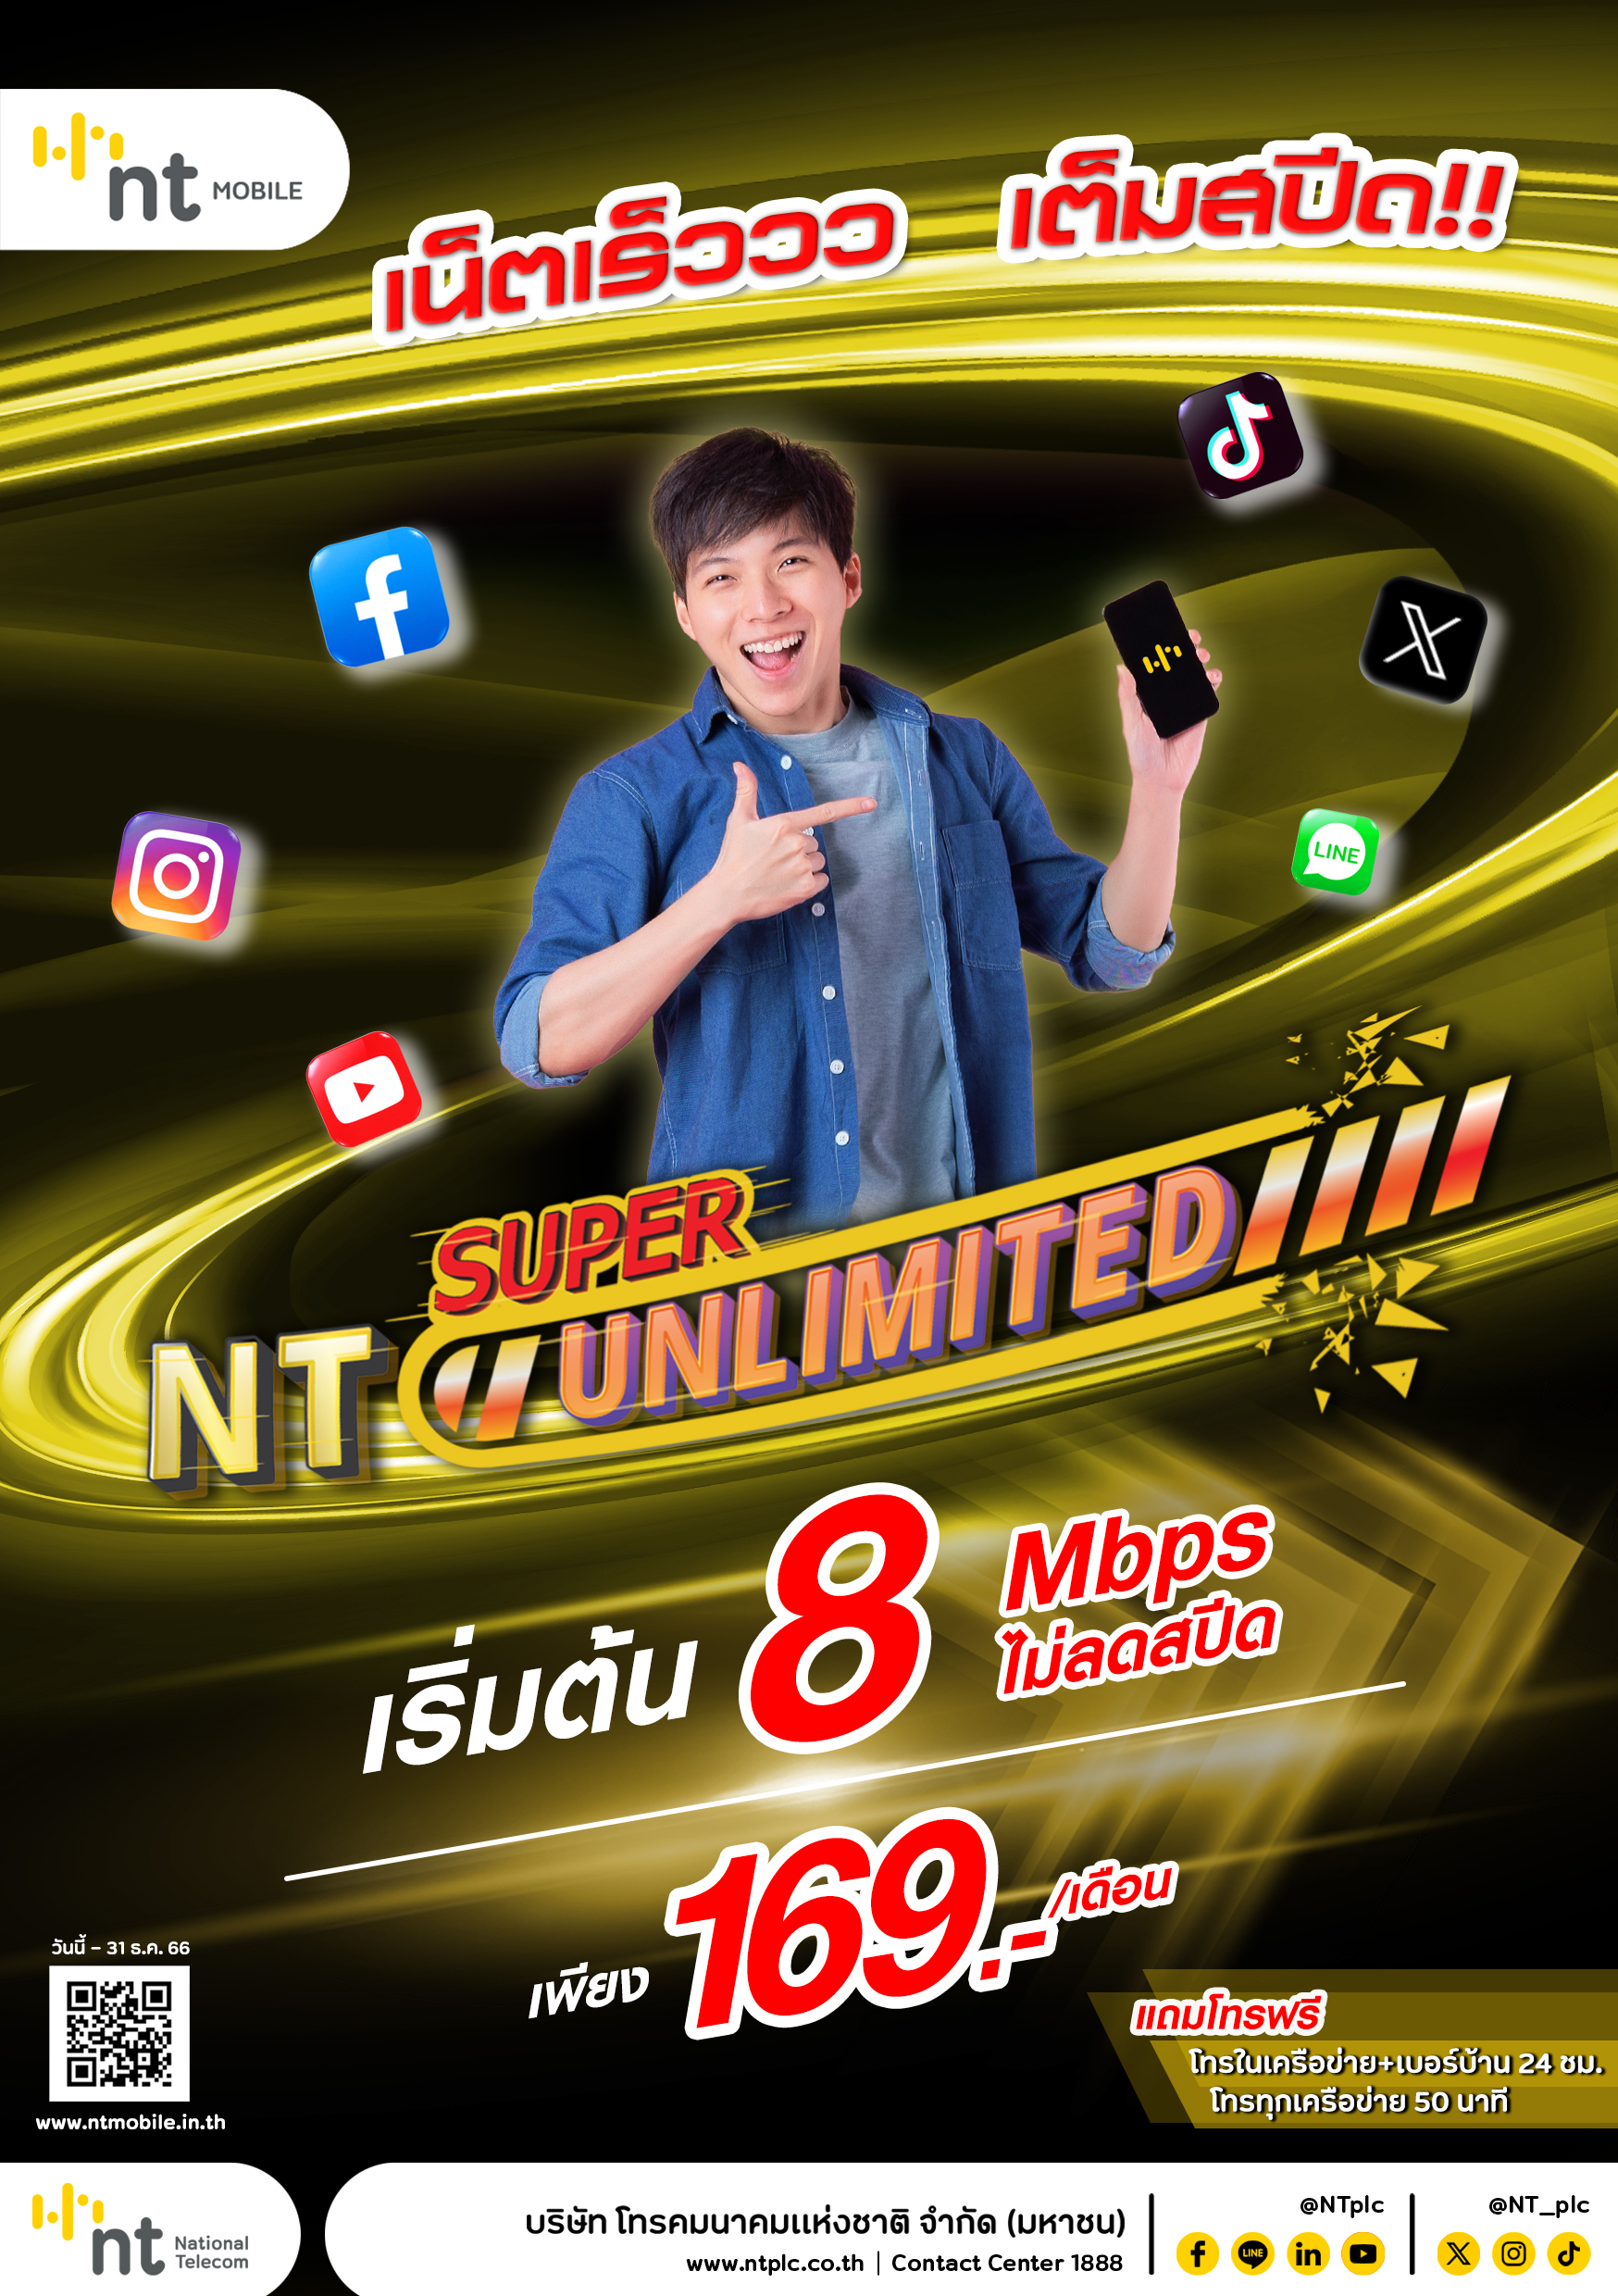 nt MOBILE
เน็ตเร็ววว เต็มสปีด!!
LINE
SUPER
NT UNLIMITED
เริ่มต้น 8 Mbps
ไม่ลดสปีด
เพียง 169.-/เดือน
วันนี้ - 31 ธ.ค. 66
www.ntmobile.in.th
แถมโทรฟรี
โทรในเครือข่าย+เบอร์บ้าน 24 ชม.
โทรทุกเครือข่าย 50 นาที
nt National
Telecom
บริษัท โทรคมนาคมแห่งชาติ จำกัด (มหาชน)
www.ntplc.co.th | Contact Center 1888
@NTplc
LINE
@NT_plc